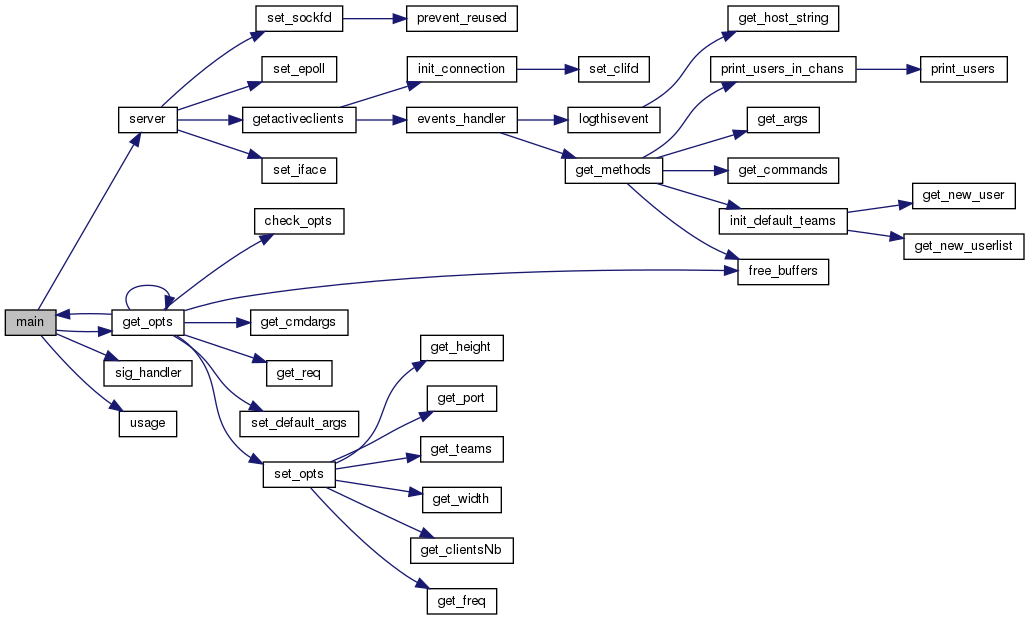 set_sockfd
prevent_reused
get_host_string
set_epoll
init_connection
set_clifd
print_users_in_chans
print_users
server
getactiveclients
events_handler
logthisevent
get_args
set_iface
get_methods
get_commands
get_new_user
check_opts
init_default_teams
get_new_userlist
free_buffers
main
get_opts
get_cmdargs
get_height
sig_handler
get_req
get_port
usage
set_default_args
get_teams
set_opts
get_width
get_clientsNb
get_freq